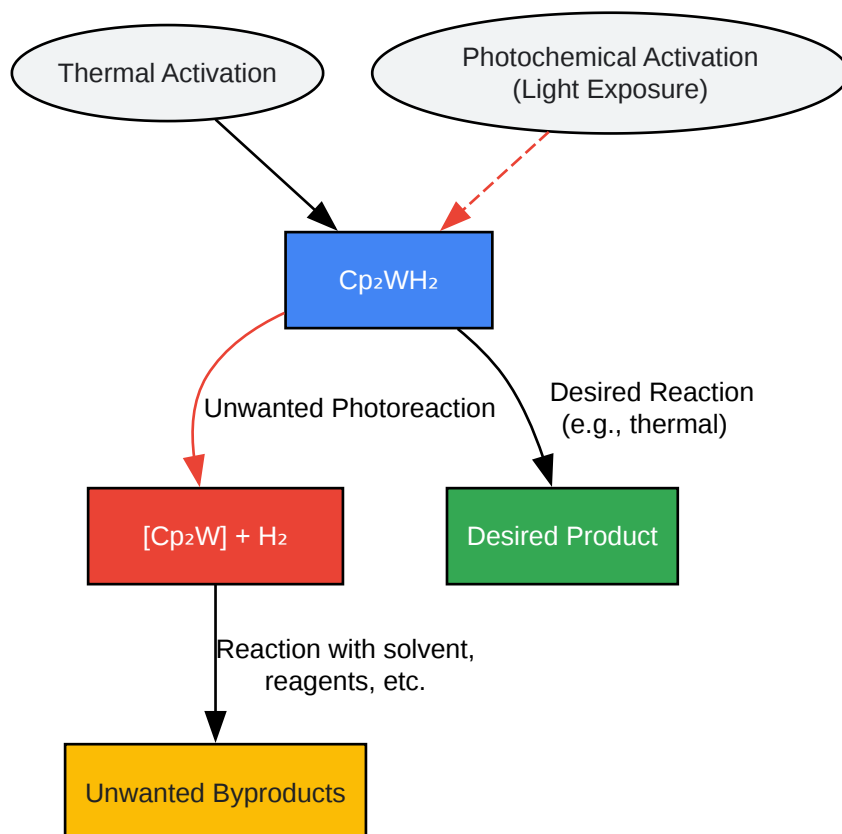 Thermal Activation
Photochemical Activation
(Light Exposure)
Cp₂WH₂
Unwanted Photoreaction
Desired Reaction
(e.g., thermal)
[Cp₂W] + H₂
Desired Product
Reaction with solvent,
reagents, etc.
Unwanted Byproducts